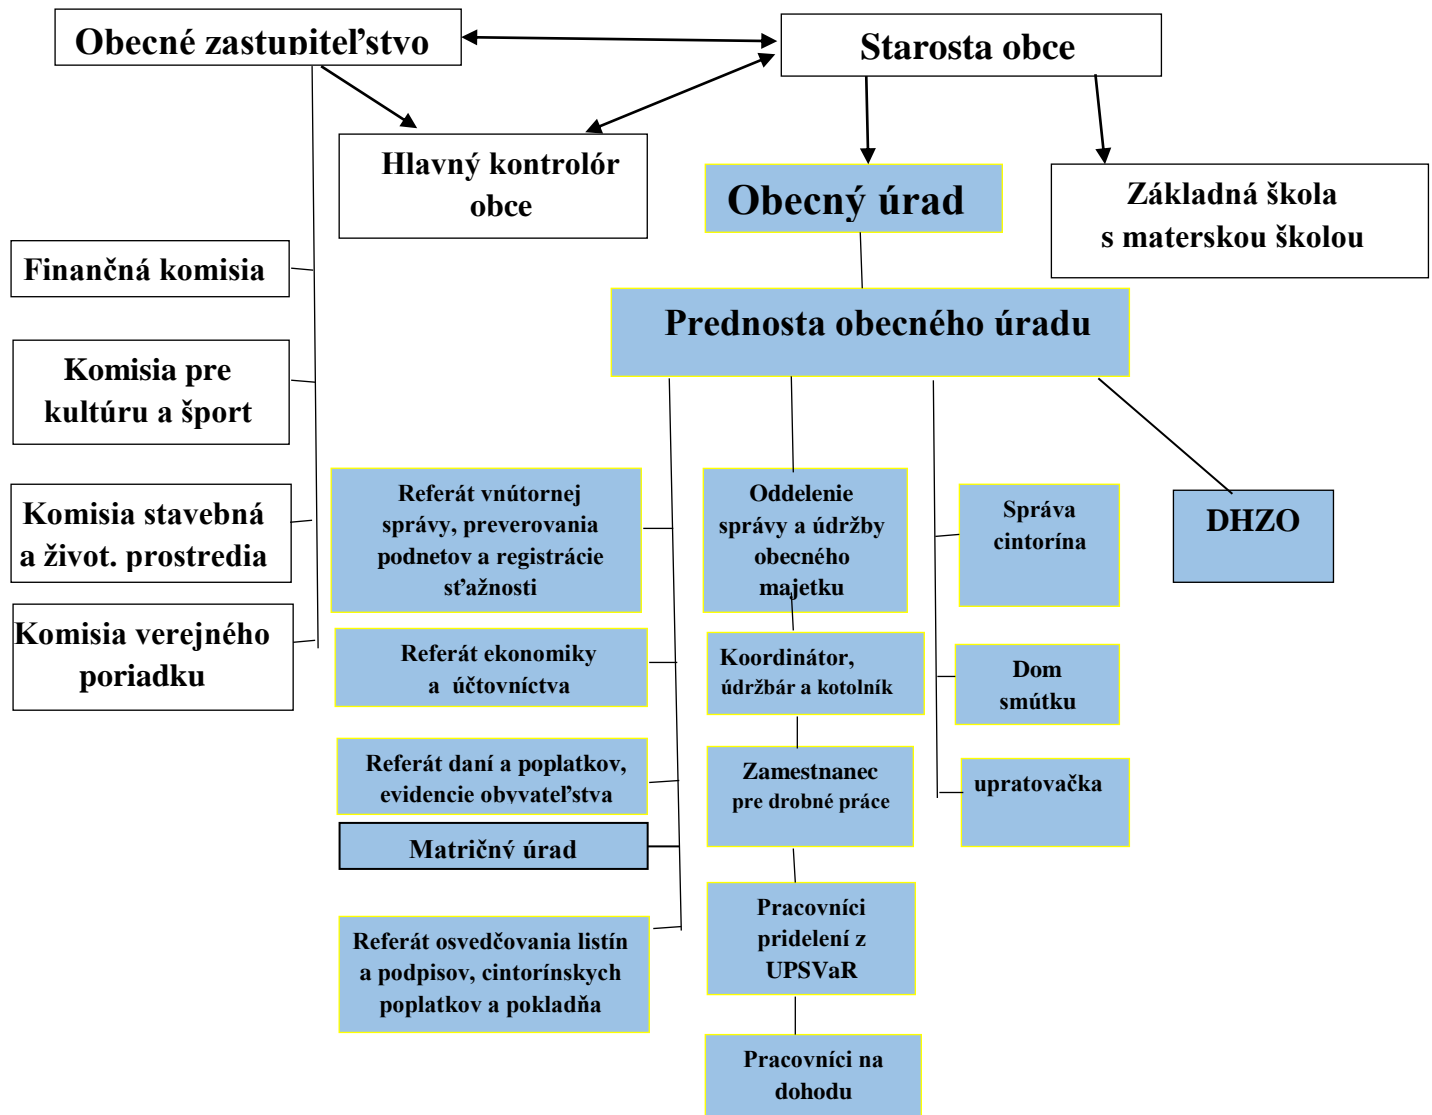 Obecné zastupiteľstvo
Starosta obce
Hlavný kontrolór
obce
Obecný úrad
Základná škola
s materskou školou
Finančná komisia
Prednosta obecného úradu
Komisia pre
kultúru a šport
Komisia stavebná
a život. prostredia
Komisia verejného
poriadku
Referát vnútornej
správy, preverovania
podnetov a registrácie
sťažnosti
Referát ekonomiky
a účtovníctva
Referát daní a poplatkov,
evidencie obyvateľstva
Matričný úrad
Referát osvedčovania listín
a podpisov, cintorínskych
poplatkov a pokladňa
Oddelenie
správy a údržby
obecného
majetku
Koordinátor,
údržbár a kotolník
Zamestnanec
pre drobné práce
Pracovníci
pridelení z
UPSVaR
Pracovníci na
dohodu
Správa
cintorína
Dom
smútku
upratovačka
DHZO